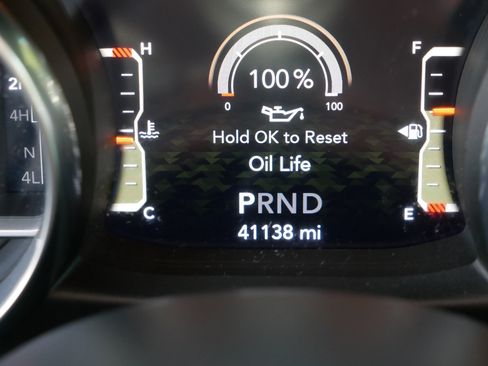 H
F
100 %
0
100
4H
N
4L
Hold OK to Reset
Oil Life
C
E
PRND
41138 mi